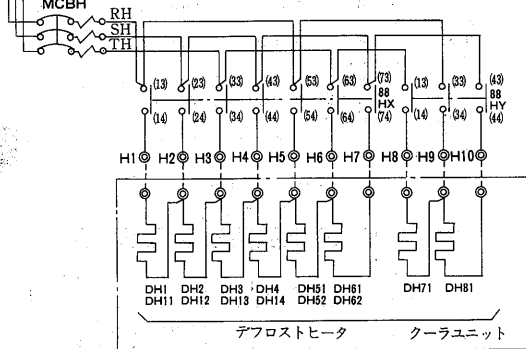 MCBH
RH
SH
TH
(13) (23) (33) (43) (53) (63) (73) (13) (33) (43)
88 88
HX HY
(14) (24) (34) (44) (54) (64) (74) (14) (34) (44)
H1 H2 H3 H4 H5 H6 H7 H8 H9 H10
DH1 DH2 DH3 DH4 DH51 DH61 DH71 DH81
DH11 DH12 DH13 DH14 DH52 DH62
デフロストヒータ クーラユニット